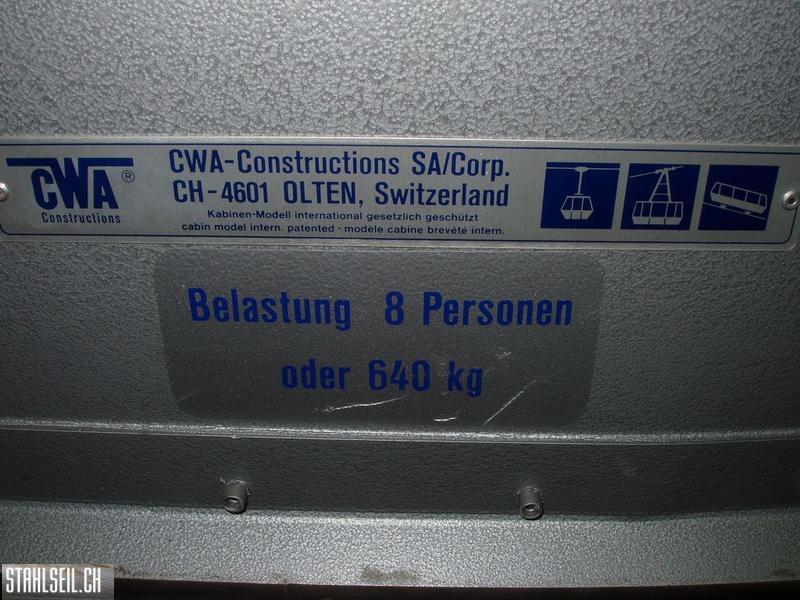 CWA®
Constructions
CWA-Constructions SA/Corp.
CH-4601 OLTEN, Switzerland
Kabinen-Modell international gesetzlich geschützt
cabin model intern. patented - modèle cabine brevété intern.
Belastung 8 Personen
oder 640 kg
STAHLSEIL.CH